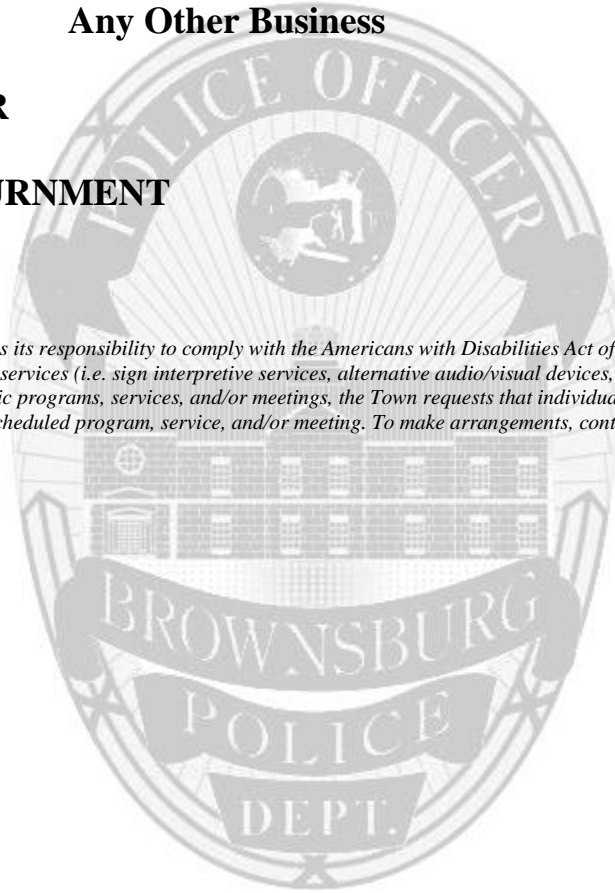 Any Other Business
R
URNMENT
s its responsibility to comply with the Americans with Disabilities Act of
services (i.e. sign interpretive services, alternative audio/visual devices,
ic programs, services, and/or meetings, the Town requests that individua
cheduled program, service, and/or meeting. To make arrangements, cont
POLICE OFFICER
BROWNSBURG
POLICE
DEPT.